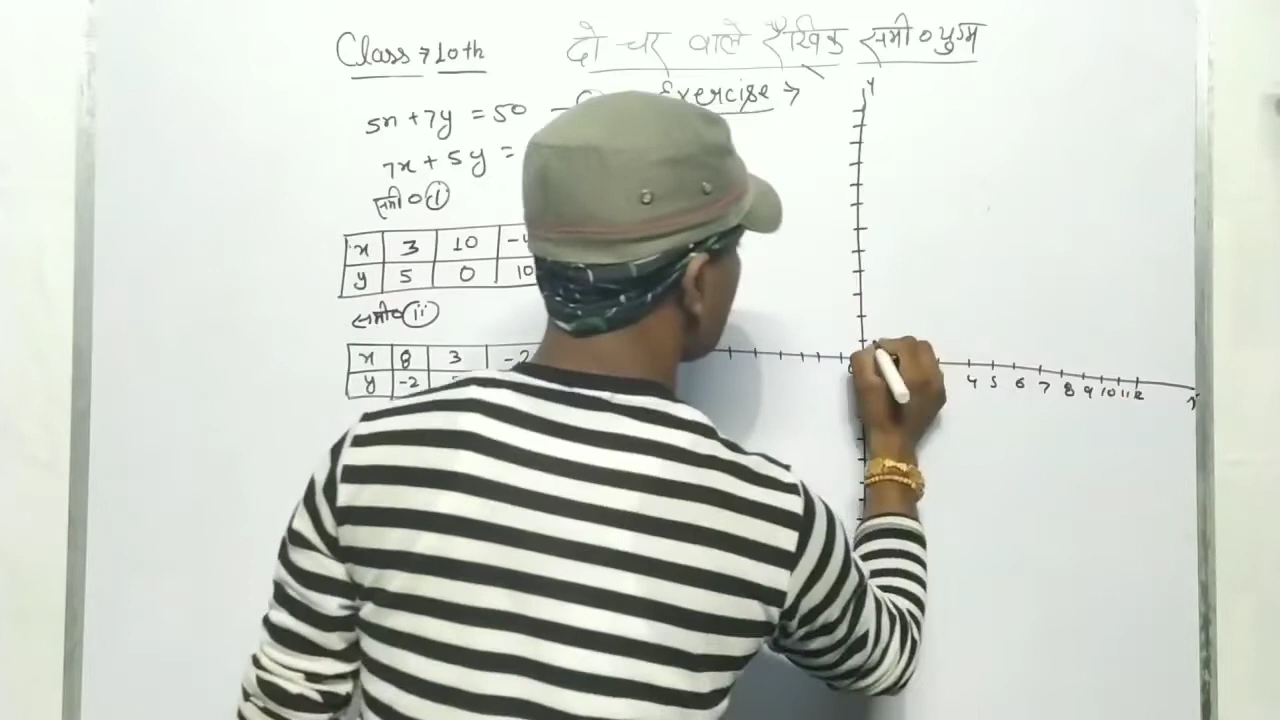 Class → 10th
दो चर वाले रैखिक समी० युग्म
Exercise →
5x + 7y = 50
7x + 5y =
समी० (i)
x 3 10
y 5 0 10
समी० (ii)
x 8 3 -2
y -2
Y
4 5 6 7 8 9 10 11 12
X